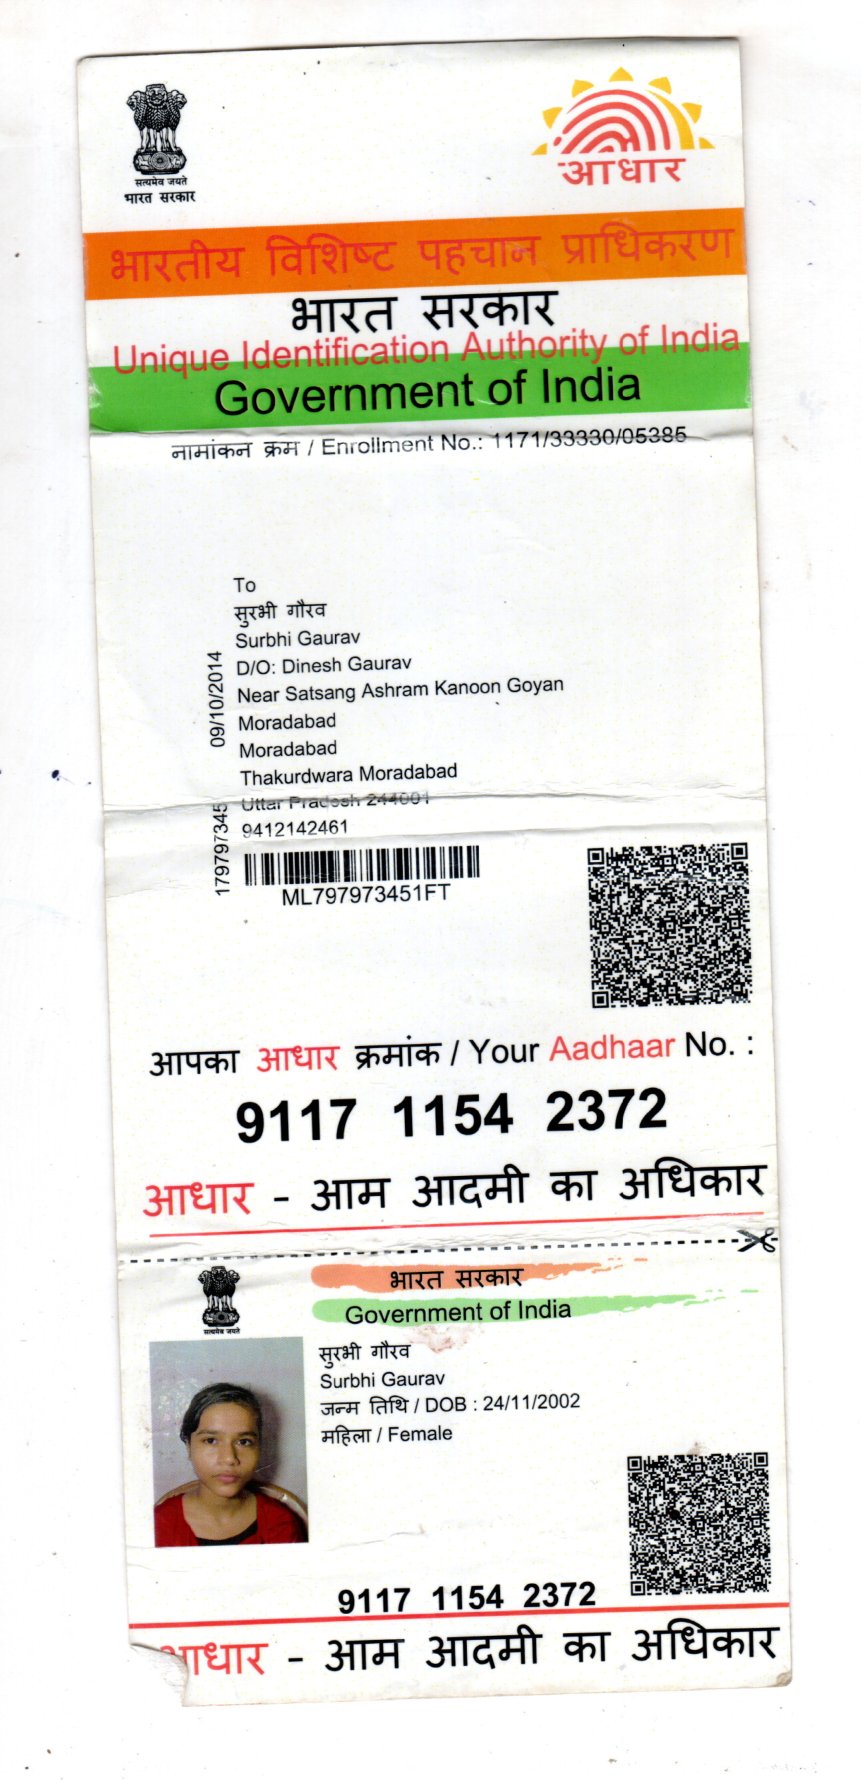 सत्यमेव जयते
भारत सरकार
आधार
भारतीय विशिष्ट पहचान प्राधिकरण
भारत सरकार
Unique Identification Authority of India
Government of India
नामांकन क्रम / Enrollment No.: 1171/33330/05385
To
सुरभी गौरव
Surbhi Gaurav
D/O: Dinesh Gaurav
Near Satsang Ashram Kanoon Goyan
Moradabad
Moradabad
Thakurdwara Moradabad
Uttar Pradesh 244001
9412142461
179797345 09/10/2014
ML797973451FT
आपका आधार क्रमांक / Your Aadhaar No. :
9117 1154 2372
आधार - आम आदमी का अधिकार
सत्यमेव जयते
भारत सरकार
Government of India
सुरभी गौरव
Surbhi Gaurav
जन्म तिथि / DOB : 24/11/2002
महिला / Female
9117 1154 2372
आधार - आम आदमी का अधिकार